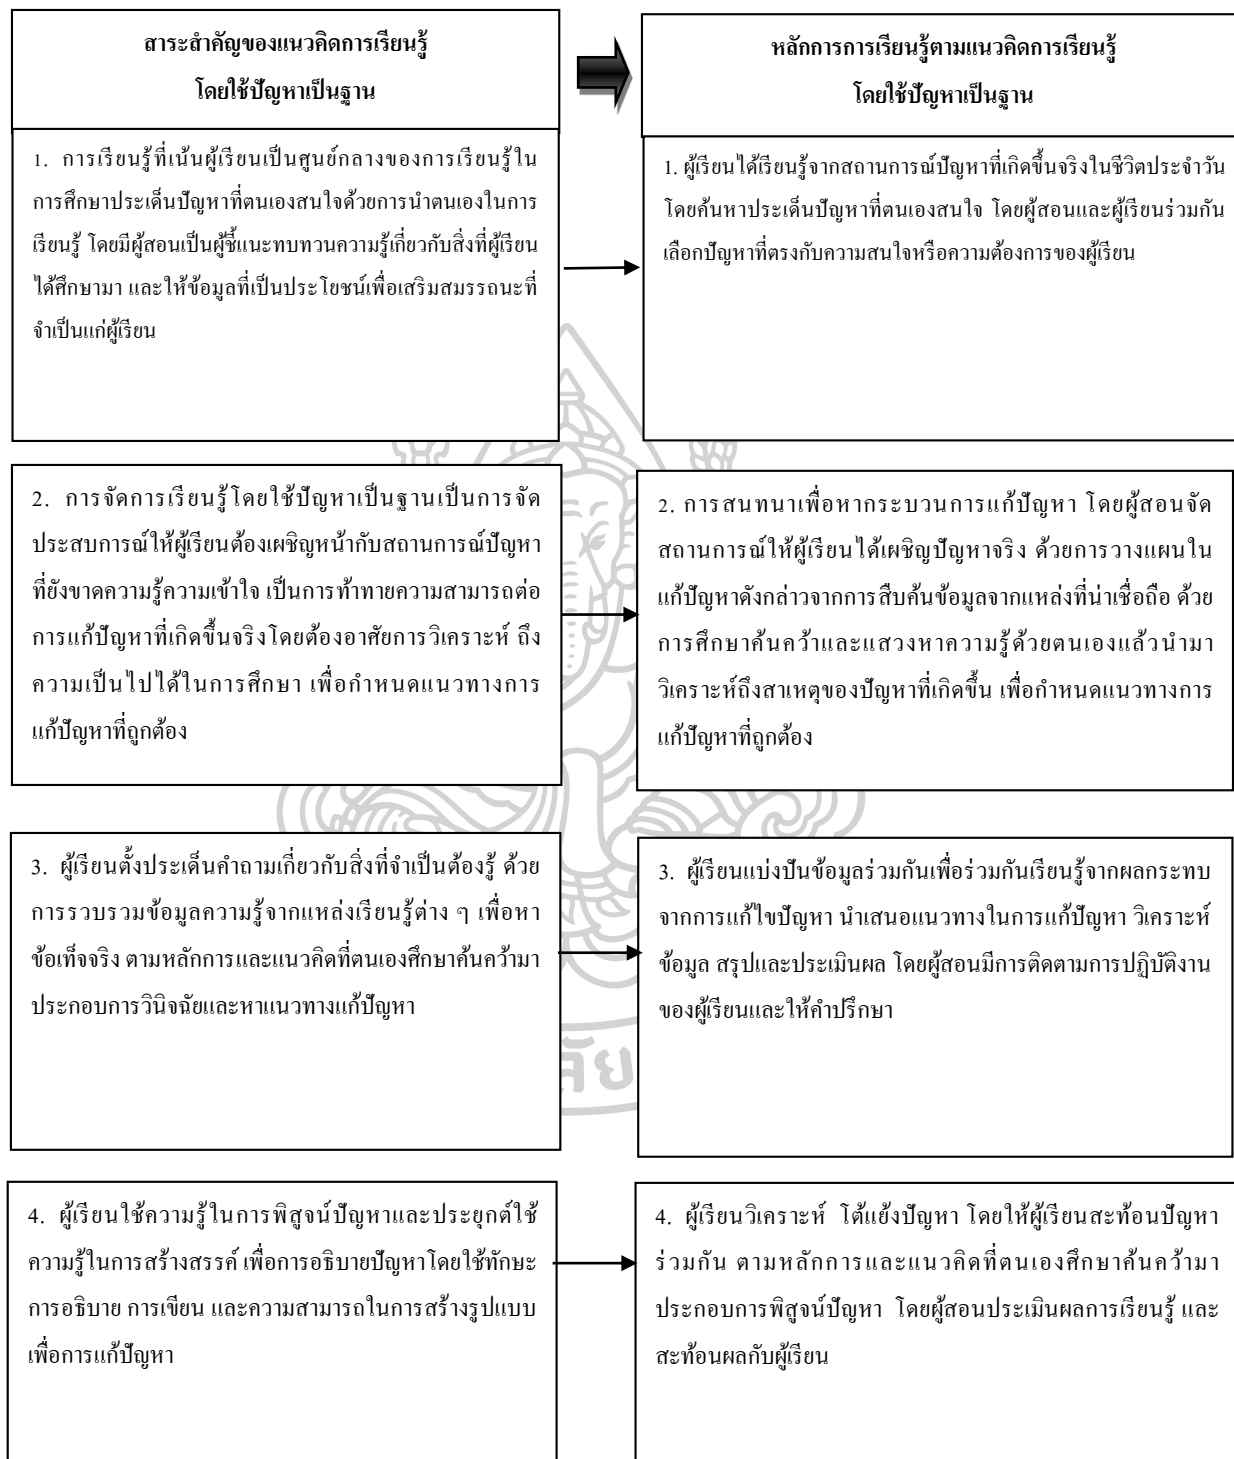 สาระสำคัญของแนวคิดการเรียนรู้
โดยใช้ปัญหาเป็นฐาน
หลักการการเรียนรู้ตามแนวคิดการเรียนรู้
โดยใช้ปัญหาเป็นฐาน
1. การเรียนรู้ที่เน้นผู้เรียนเป็นศูนย์กลางของการเรียนรู้ใน
การศึกษาประเด็นปัญหาที่ตนเองสนใจด้วยการนำตนเองในการ
เรียนรู้ โดยมีผู้สอนเป็นผู้ชี้แนะทบทวนความรู้เกี่ยวกับสิ่งที่ผู้เรียน
ได้ศึกษามา และให้ข้อมูลที่เป็นประโยชน์เพื่อเสริมสมรรถนะที่
จำเป็นแก่ผู้เรียน
1. ผู้เรียนได้เรียนรู้จากสถานการณ์ปัญหาที่เกิดขึ้นจริงในชีวิตประจำวัน
โดยค้นหาประเด็นปัญหาที่ตนเองสนใจ โดยผู้สอนและผู้เรียนร่วมกัน
เลือกปัญหาที่ตรงกับความสนใจหรือความต้องการของผู้เรียน
2. การจัดการเรียนรู้โดยใช้ปัญหาเป็นฐานเป็นการจัด
ประสบการณ์ให้ผู้เรียนต้องเผชิญหน้ากับสถานการณ์ปัญหา
ที่ยังขาดความรู้ความเข้าใจ เป็นการท้าทายความสามารถต่อ
การแก้ปัญหาที่เกิดขึ้นจริงโดยต้องอาศัยการวิเคราะห์ ถึง
ความเป็นไปได้ในการศึกษา เพื่อกำหนดแนวทางการ
แก้ปัญหาที่ถูกต้อง
2. การสนทนาเพื่อหากระบวนการแก้ปัญหา โดยผู้สอนจัด
สถานการณ์ให้ผู้เรียนได้เผชิญปัญหาจริง ด้วยการวางแผนใน
แก้ปัญหาดังกล่าวจากการสืบค้นข้อมูลจากแหล่งที่น่าเชื่อถือ ด้วย
การศึกษาค้นคว้าและแสวงหาความรู้ด้วยตนเองแล้วนำมา
วิเคราะห์ถึงสาเหตุของปัญหาที่เกิดขึ้น เพื่อกำหนดแนวทางการ
แก้ปัญหาที่ถูกต้อง
3. ผู้เรียนตั้งประเด็นคำถามเกี่ยวกับสิ่งที่จำเป็นต้องรู้ ด้วย
การรวบรวมข้อมูลความรู้จากแหล่งเรียนรู้ต่าง ๆ เพื่อหา
ข้อเท็จจริง ตามหลักการและแนวคิดที่ตนเองศึกษาค้นคว้ามา
ประกอบการวินิจฉัยและหาแนวทางแก้ปัญหา
3. ผู้เรียนแบ่งปันข้อมูลร่วมกันเพื่อร่วมกันเรียนรู้จากผลกระทบ
จากการแก้ไขปัญหา นำเสนอแนวทางในการแก้ปัญหา วิเคราะห์
ข้อมูล สรุปและประเมินผล โดยผู้สอนมีการติดตามการปฏิบัติงาน
ของผู้เรียนและให้คำปรึกษา
ลัย
4. ผู้เรียนใช้ความรู้ในการพิสูจน์ปัญหาและประยุกต์ใช้
ความรู้ในการสร้างสรรค์ เพื่อการอธิบายปัญหาโดยใช้ทักษะ
การอธิบาย การเขียน และความสามารถในการสร้างรูปแบบ
เพื่อการแก้ปัญหา
4. ผู้เรียนวิเคราะห์ โต้แย้งปัญหา โดยให้ผู้เรียนสะท้อนปัญหา
ร่วมกัน ตามหลักการและแนวคิดที่ตนเองศึกษาค้นคว้ามา
ประกอบการพิสูจน์ปัญหา โดยผู้สอนประเมินผลการเรียนรู้ และ
สะท้อนผลกับผู้เรียน